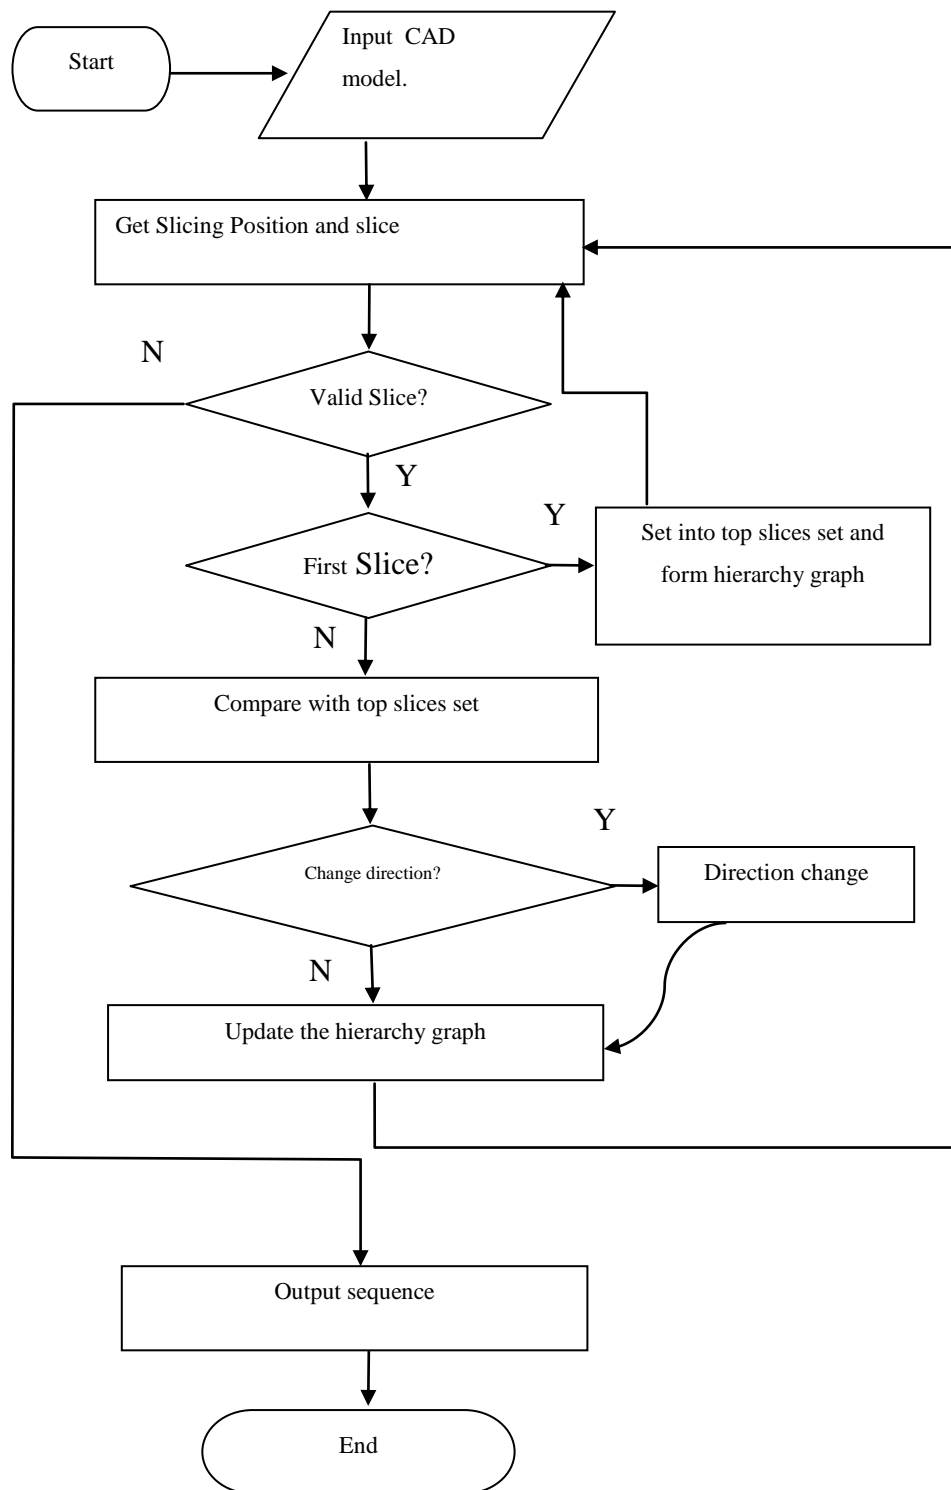 Start
Input CAD
model.
Get Slicing Position and slice
N
Valid Slice?
Y
First Slice?
Y
Set into top slices set and
form hierarchy graph
N
Compare with top slices set
Y
Change direction?
Direction change
N
Update the hierarchy graph
Output sequence
End